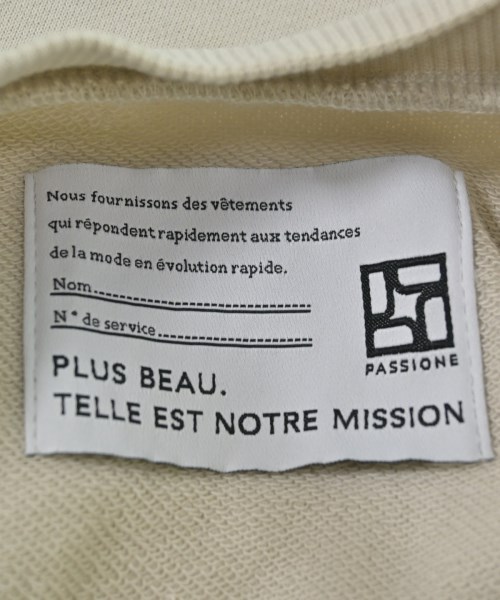 Nous fournissons des vêtements
qui répondent rapidement aux tendances
de la mode en évolution rapide.
Nom
N° de service
PASSIONE
PLUS BEAU.
TELLE EST NOTRE MISSION